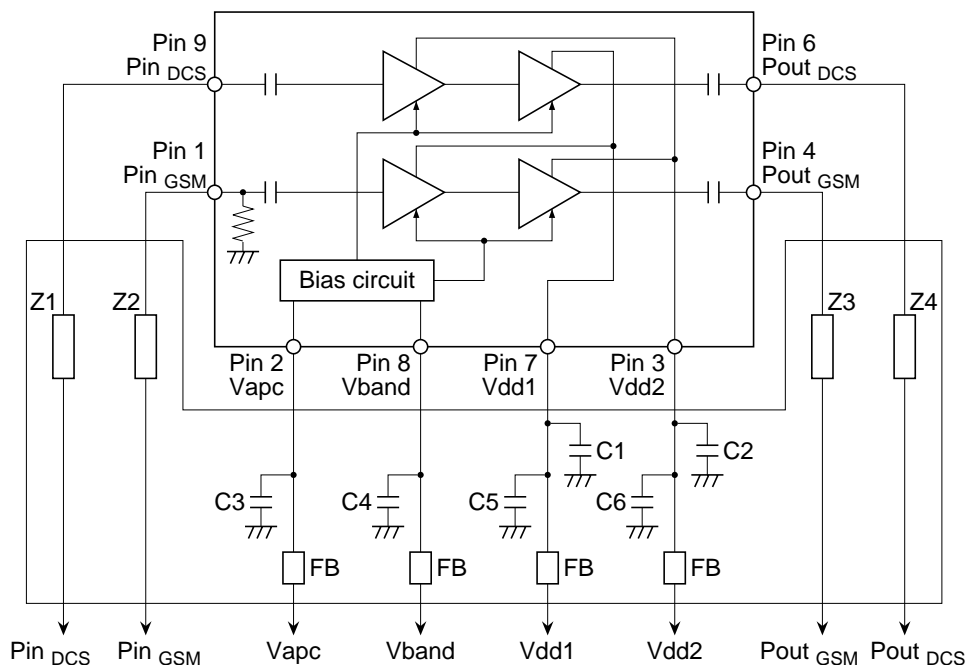 Pin 9
Pin DCS
Pin 6
Pout DCS
Pin 1
Pin GSM
Pin 4
Pout GSM
Bias circuit
Z1
Z2
Z3
Z4
Pin 2
Vapc
Pin 8
Vband
Pin 7
Vdd1
Pin 3
Vdd2
C1
C2
C3
C4
C5
C6
FB
FB
FB
FB
Pin DCS
Pin GSM
Vapc
Vband
Vdd1
Vdd2
Pout GSM
Pout DCS